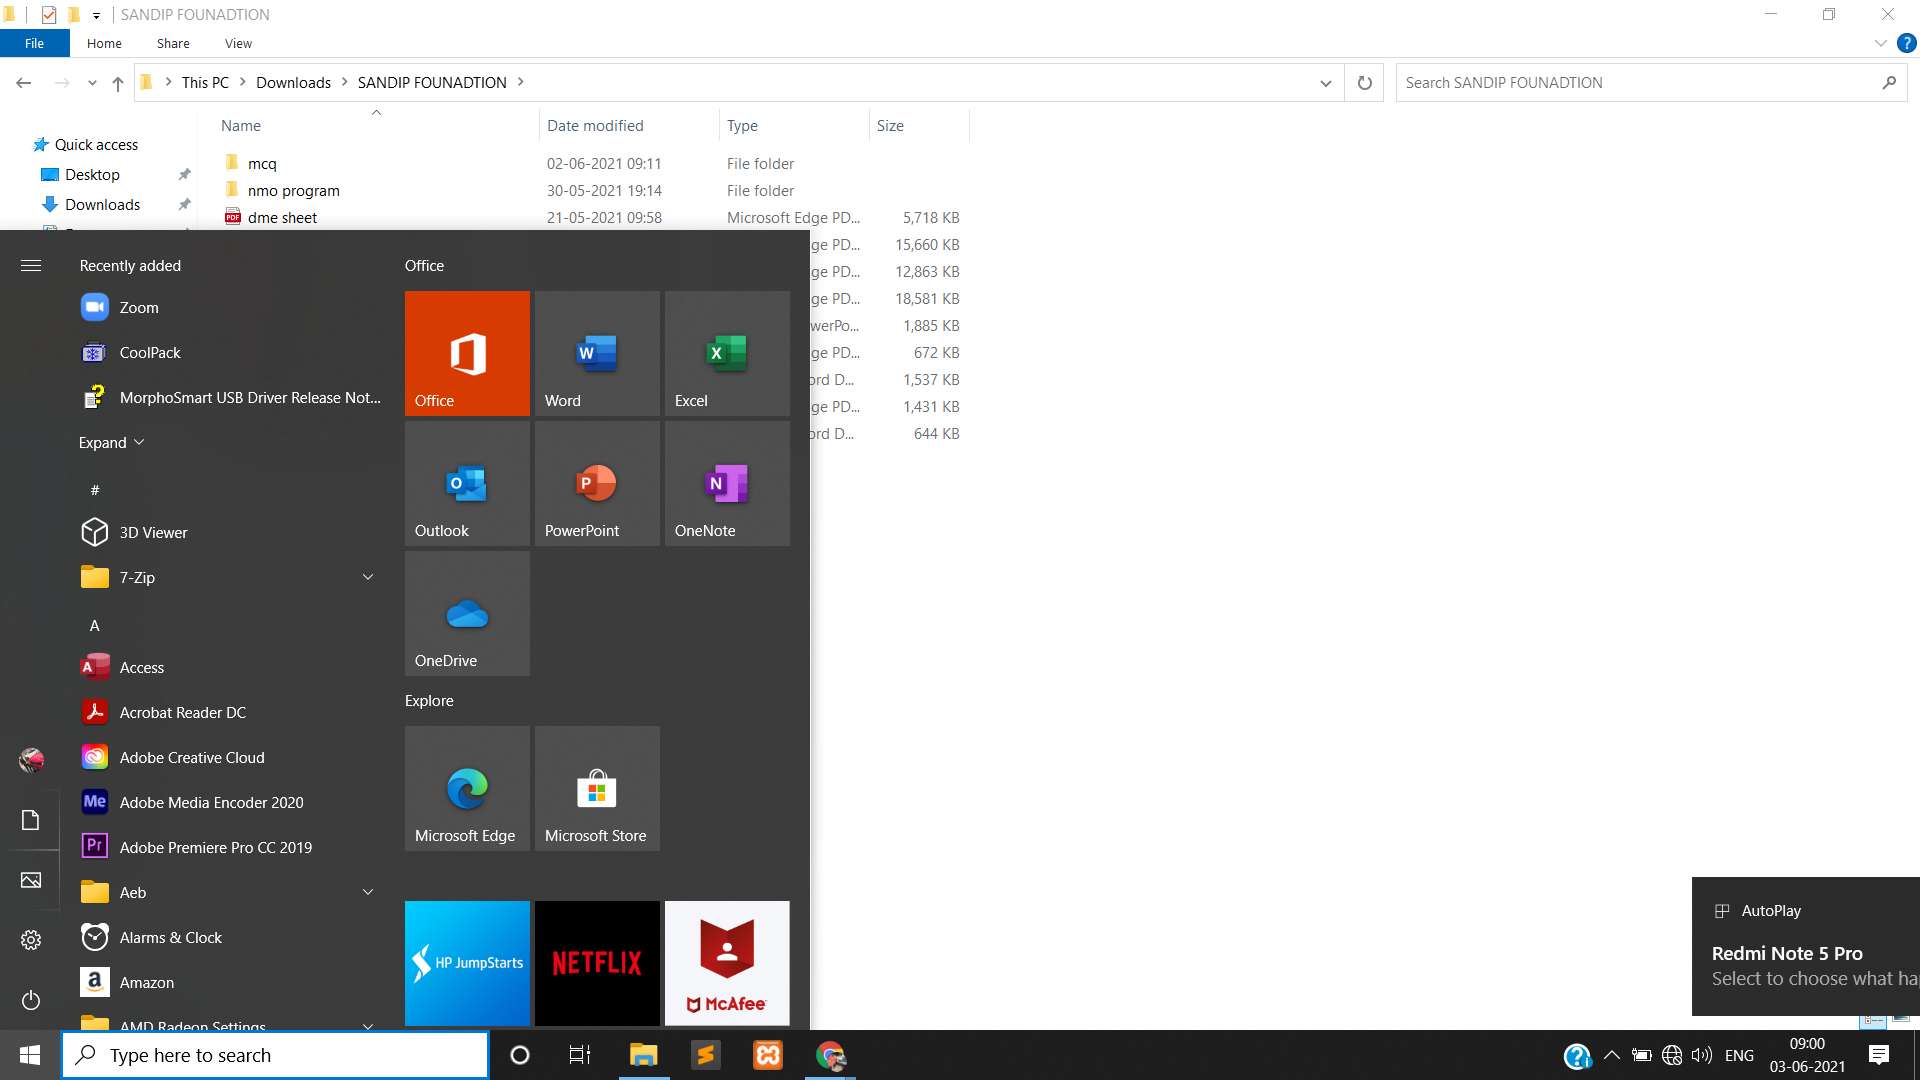 SANDIP FOUNADTION
File Home Share View
This PC Downloads SANDIP FOUNADTION
Search SANDIP FOUNADTION
Name Date modified Type Size
Quick access
Desktop
Downloads
mcq 02-06-2021 09:11 File folder
nmo program 30-05-2021 19:14 File folder
dme sheet 21-05-2021 09:58 Microsoft Edge PD... 5,718 KB
ge PD... 15,660 KB
ge PD... 12,863 KB
ge PD... 18,581 KB
werPo... 1,885 KB
ge PD... 672 KB
ord D... 1,537 KB
ge PD... 1,431 KB
ord D... 644 KB
Recently added
Zoom
CoolPack
MorphoSmart USB Driver Release Not...
Expand
#
3D Viewer
7-Zip
A
Access
Acrobat Reader DC
Adobe Creative Cloud
Adobe Media Encoder 2020
Adobe Premiere Pro CC 2019
Aeb
Alarms & Clock
Amazon
AMD Radeon Settings
Office
Office Word Excel
Outlook PowerPoint OneNote
OneDrive
Explore
Microsoft Edge Microsoft Store
HP JumpStarts NETFLIX McAfee
AutoPlay
Redmi Note 5 Pro
Select to choose what ha
Type here to search
ENG
09:00
03-06-2021